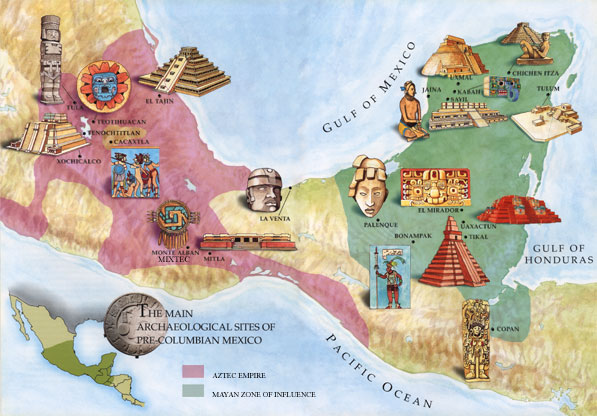 GULF OF MEXICO
UXMAL
CHICHEN ITZA
JAINA
KABAH
SAYIL
TULUM
EL TAJIN
TULA
TEOTIHUACAN
TENOCHTITLAN
CACAXTLA
XOCHICALCO
LA VENTA
PALENQUE
EL MIRADOR
UAXACTUN
TIKAL
BONAMPAK
GULF OF
HONDURAS
MONTE ALBAN
MIXTEC
MITLA
COPAN
THE MAIN
ARCHAEOLOGICAL SITES OF
PRE-COLUMBIAN MEXICO
PACIFIC OCEAN
AZTEC EMPIRE
MAYAN ZONE OF INFLUENCE